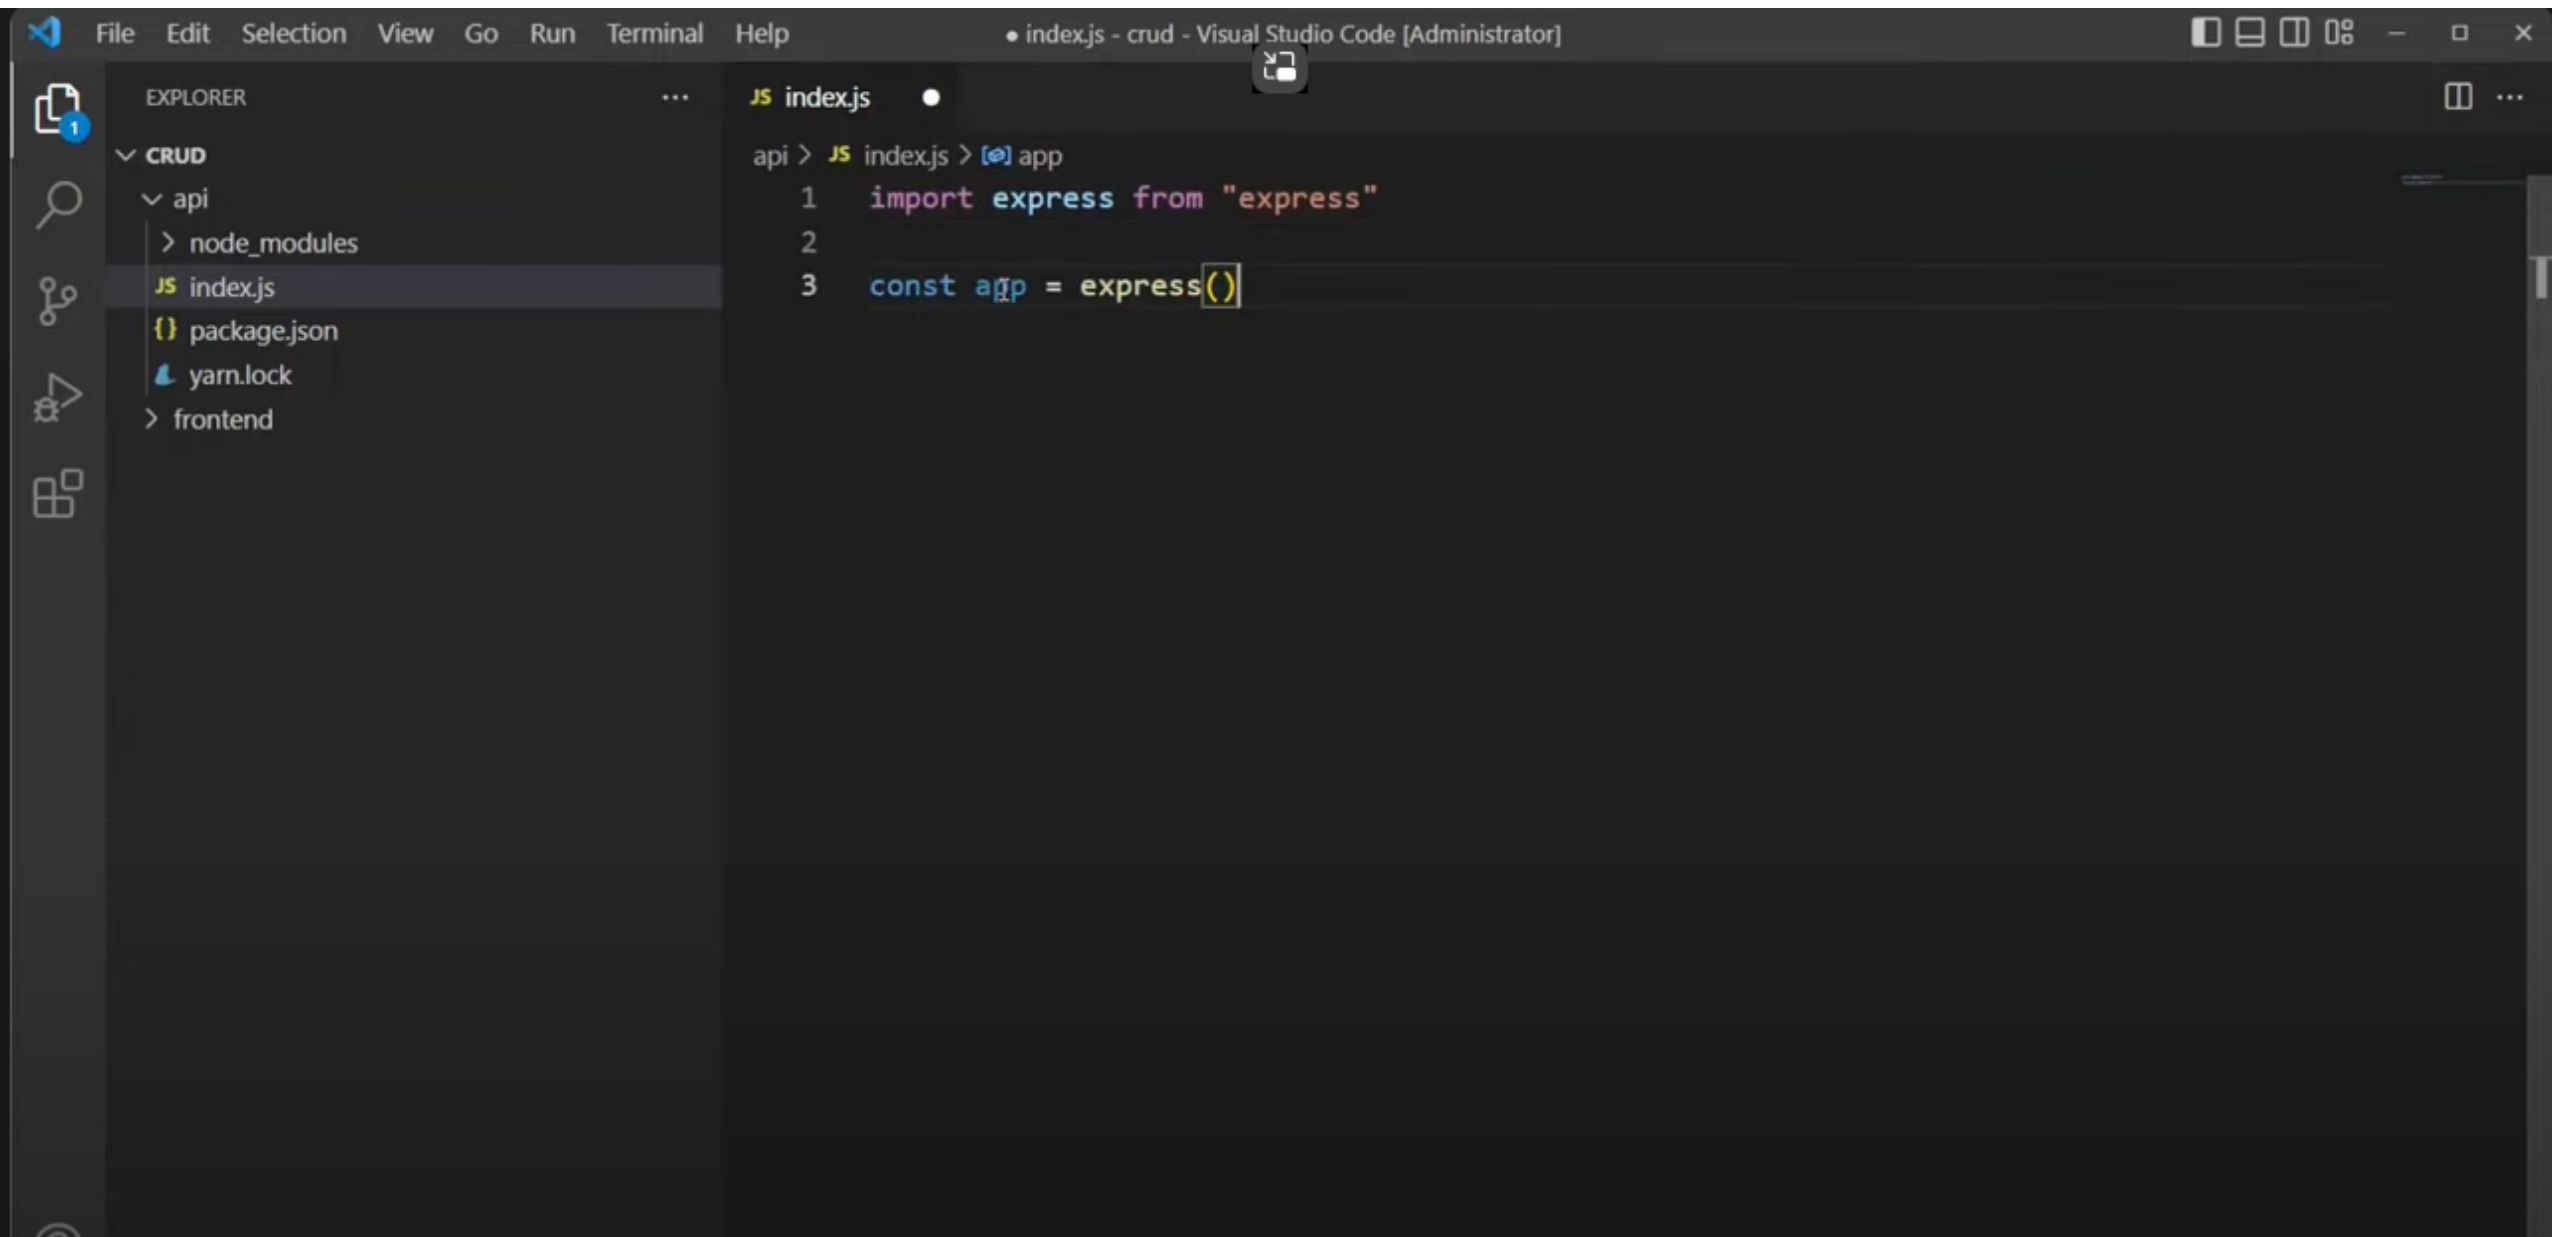 File Edit Selection View Go Run Terminal Help
● index.js - crud - Visual Studio Code [Administrator]
EXPLORER
JS index.js
1
CRUD
api > JS index.js > app
api
1 import express from "express"
node_modules
2
JS index.js
3 const app = express()
{} package.json
yarn.lock
frontend